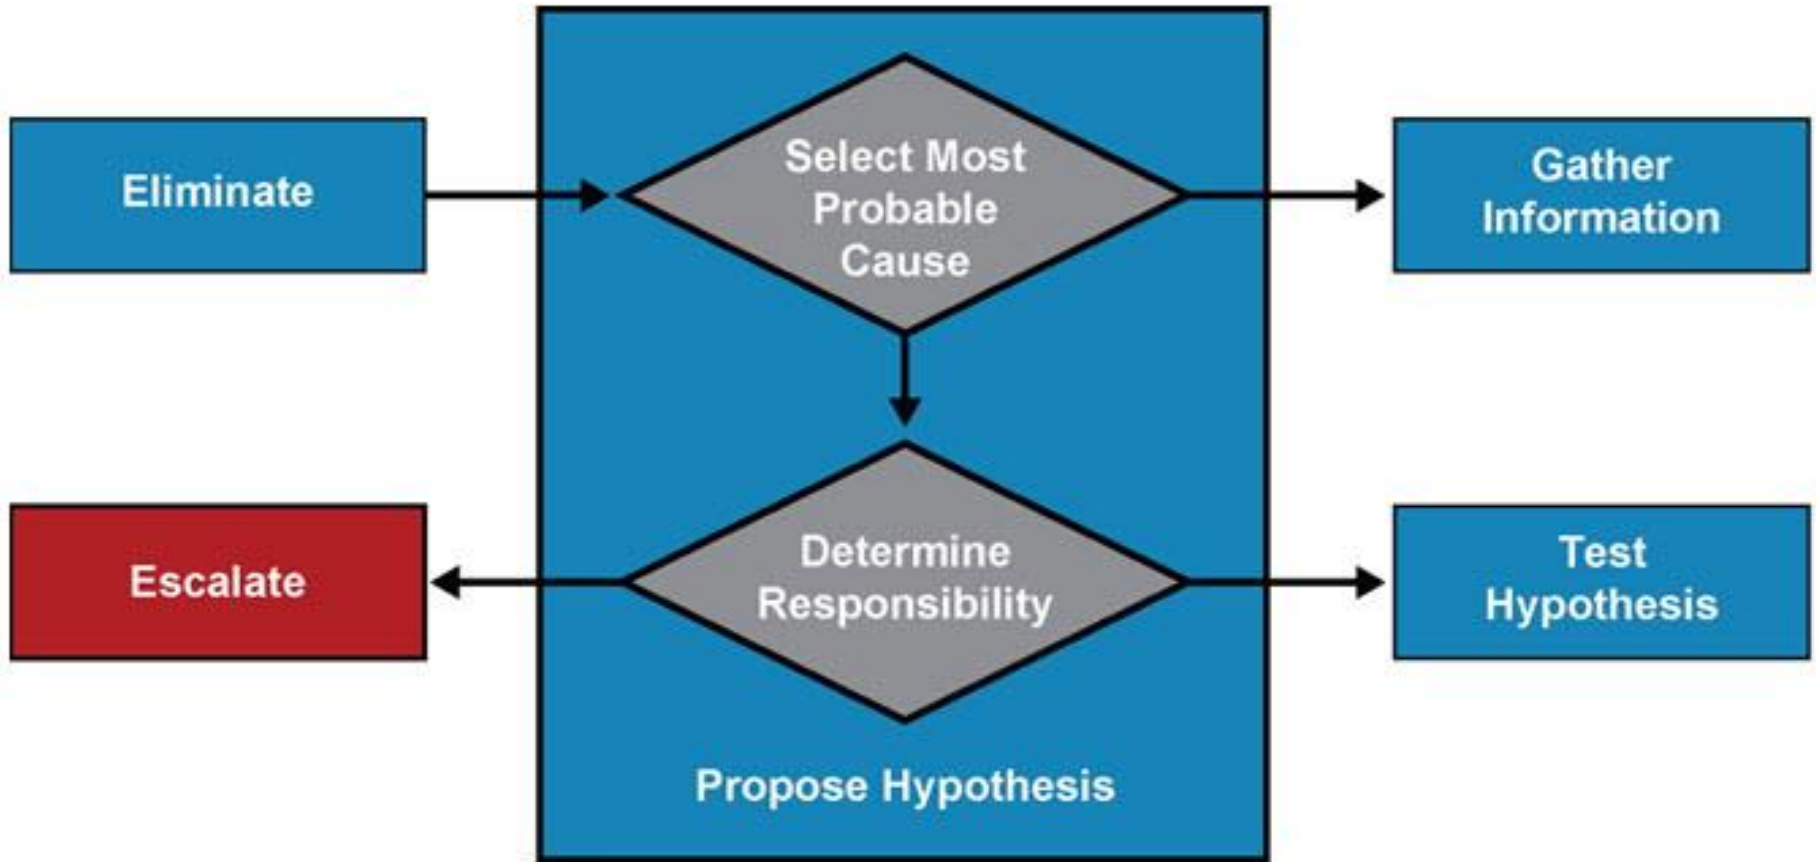 Eliminate
Select Most
Probable
Cause
Gather
Information
Escalate
Determine
Responsibility
Test
Hypothesis
Propose Hypothesis